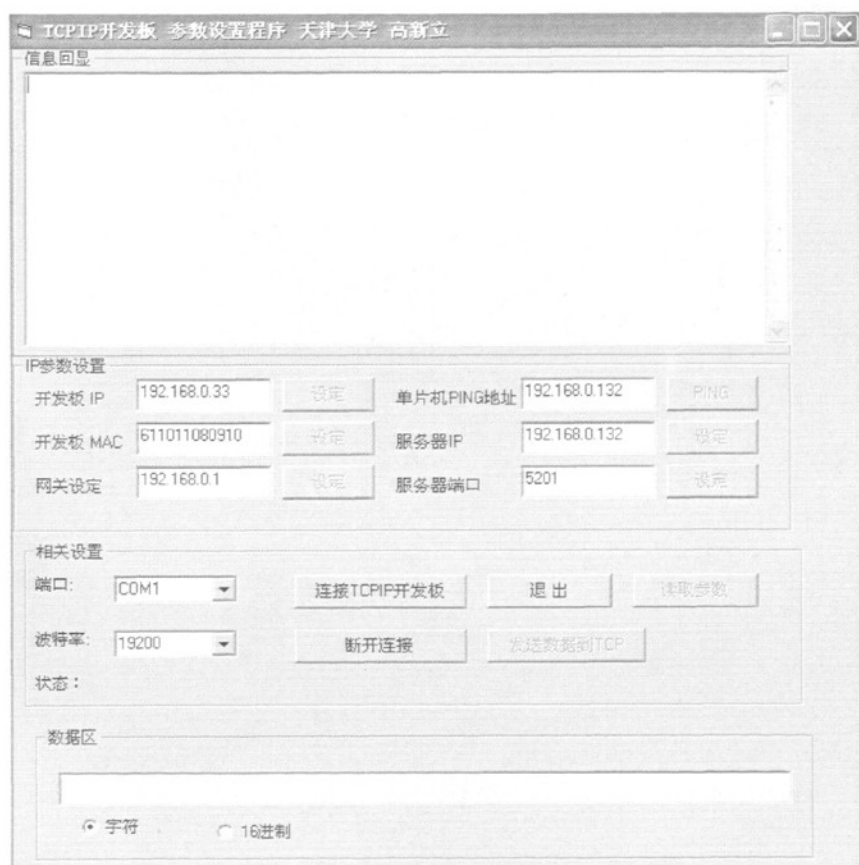 TCPIP开发板 参数设置程序 天津大学 高新立
信息回显
IP参数设置
开发板 IP 192.168.0.33 设定 单片机PING地址 192.168.0.132 PING
开发板 MAC 611011080910 设定 服务器IP 192.168.0.132 设定
网关设定 192.168.0.1 设定 服务器端口 5201 设定
相关设置
端口: COM1 连接TCPIP开发板 退 出 读取参数
波特率: 19200 断开连接 发送数据到TCP
状态：
数据区
字符 16进制